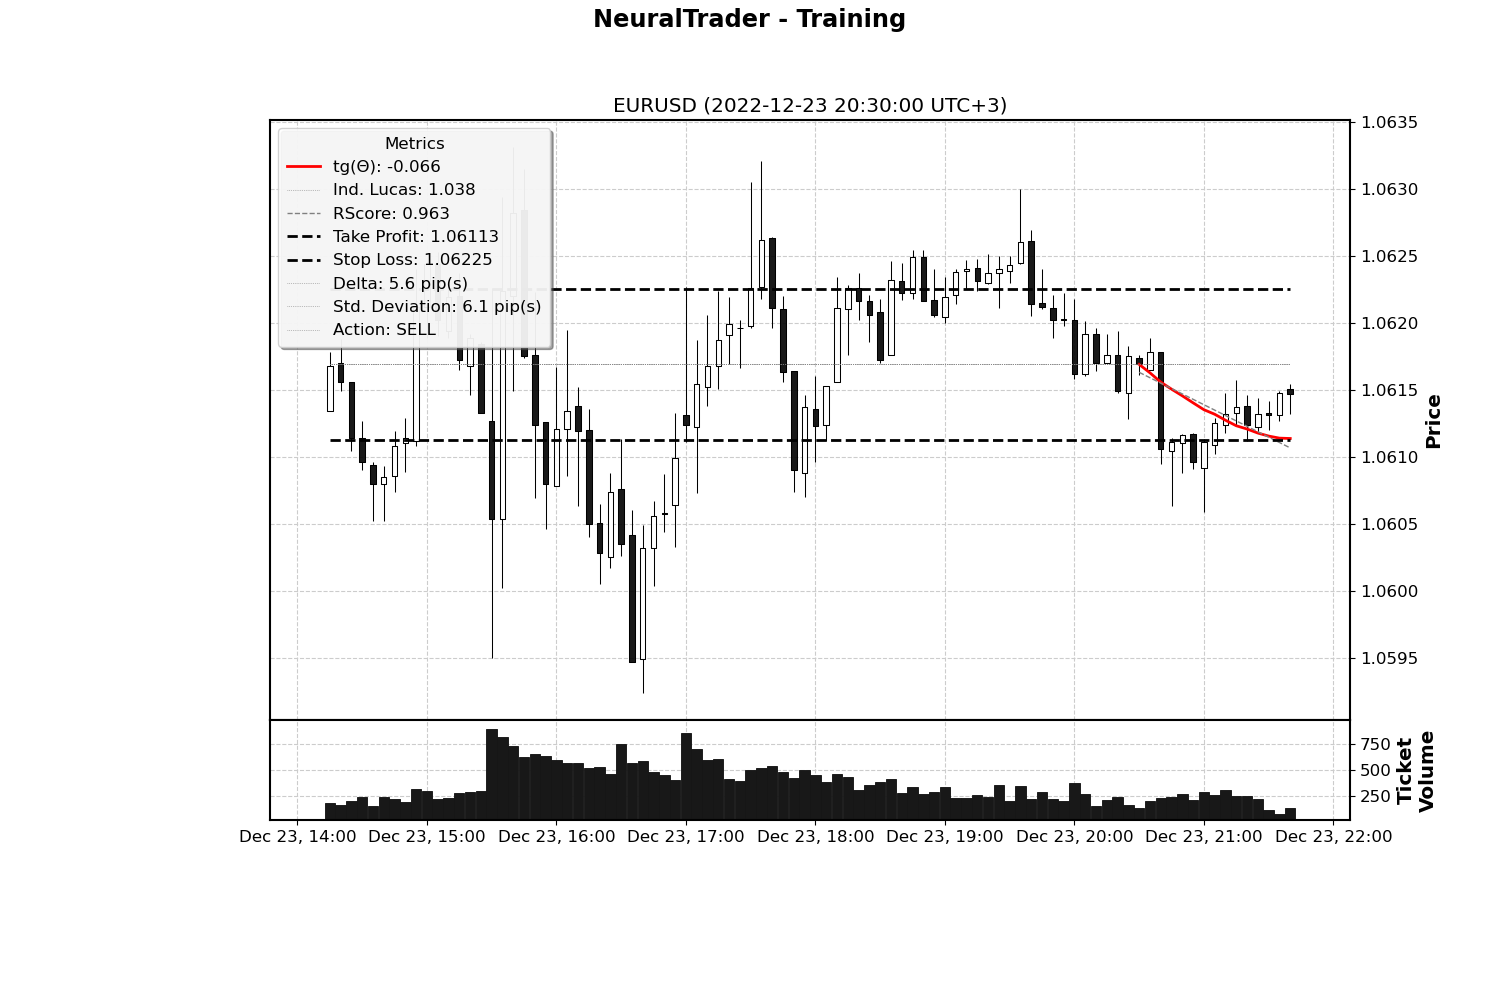 NeuralTrader - Training
EURUSD (2022-12-23 20:30:00 UTC+3)
Metrics
tg(Θ): -0.066
Ind. Lucas: 1.038
RScore: 0.963
Take Profit: 1.06113
Stop Loss: 1.06225
Delta: 5.6 pip(s)
Std. Deviation: 6.1 pip(s)
Action: SELL
1.0635
1.0630
1.0625
1.0620
1.0615
1.0610
1.0605
1.0600
1.0595
Price
750
500
250
Ticket
Volume
Dec 23, 14:00 Dec 23, 15:00 Dec 23, 16:00 Dec 23, 17:00 Dec 23, 18:00 Dec 23, 19:00 Dec 23, 20:00 Dec 23, 21:00 Dec 23, 22:00